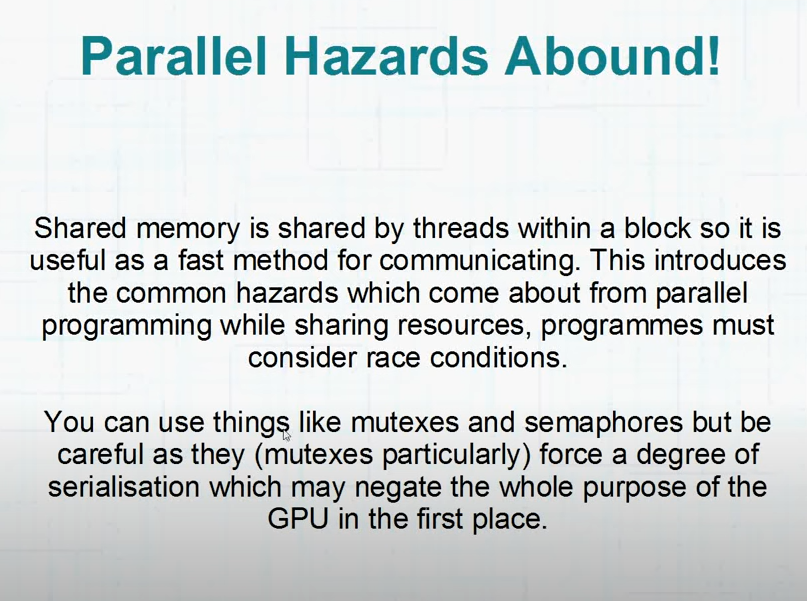 Parallel Hazards Abound!
Shared memory is shared by threads within a block so it is
useful as a fast method for communicating. This introduces
the common hazards which come about from parallel
programming while sharing resources, programmes must
consider race conditions.
You can use things like mutexes and semaphores but be
careful as they (mutexes particularly) force a degree of
serialisation which may negate the whole purpose of the
GPU in the first place.